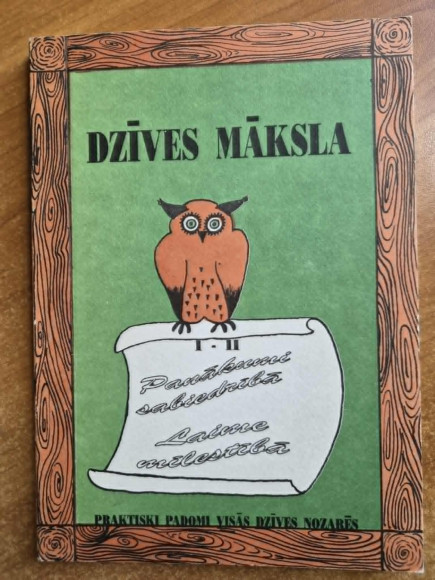 DZĪVES MĀKSLA
I - II
Panākumi
sabiedrībā
Laime
mīlestībā
PRAKTISKI PADOMI VISĀS DZĪVES NOZARĒS